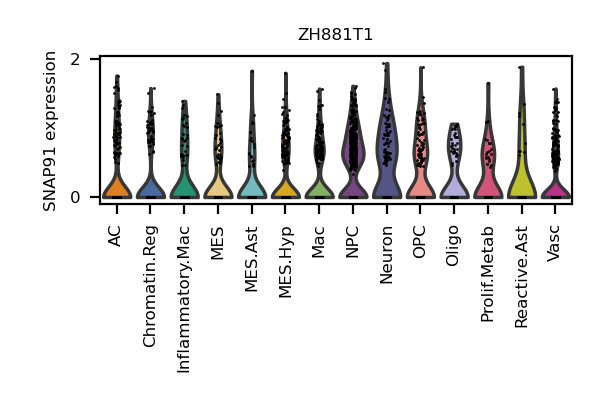 ZH881T1
SNAP91 expression
2
0
AC
Chromatin.Reg
Inflammatory.Mac
MES
MES.Ast
MES.Hyp
Mac
NPC
Neuron
OPC
Oligo
Prolif.Metab
Reactive.Ast
Vasc